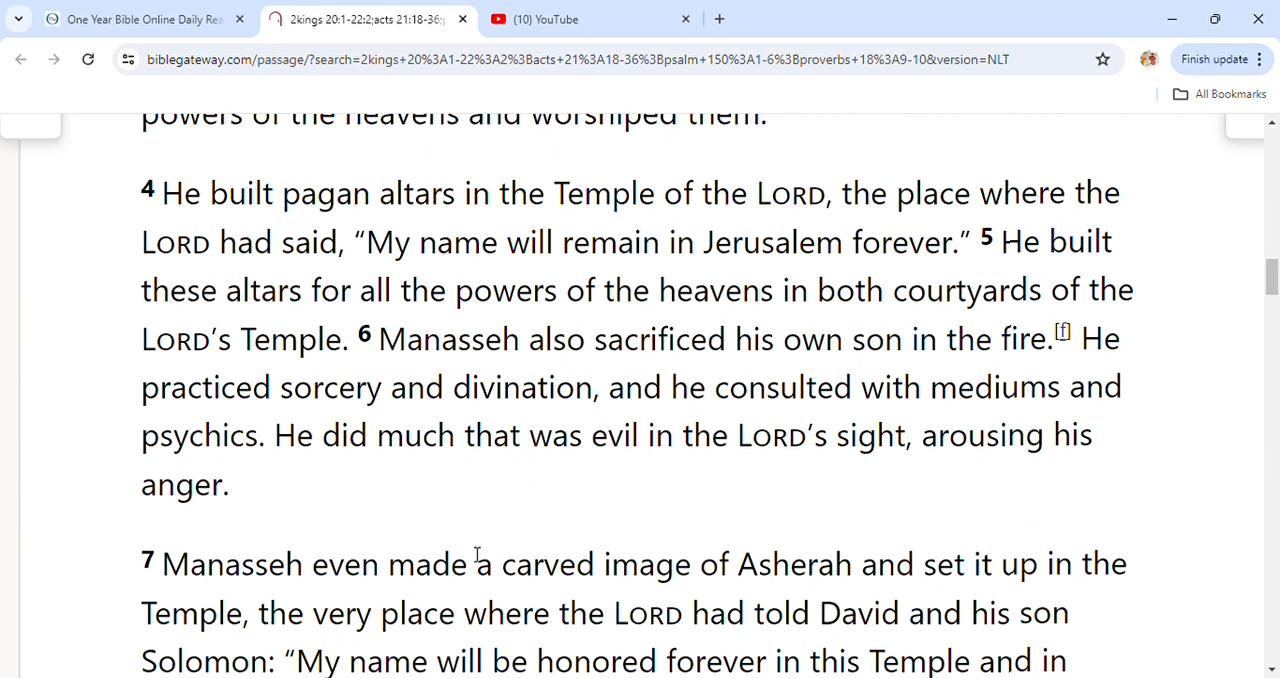 One Year Bible Online Daily Rea
2kings 20:1-22:2;acts 21:18-36;p
(10) YouTube
biblegateway.com/passage/?search=2kings+20%3A1-22%3A2%3Bacts+21%3A18-36%3Bpsalm+150%3A1-6%3Bproverbs+18%3A9-10&version=NLT
Finish update
All Bookmarks
powers of the heavens and worshiped them.
4 He built pagan altars in the Temple of the LORD, the place where the
LORD had said, “My name will remain in Jerusalem forever.” 5 He built
these altars for all the powers of the heavens in both courtyards of the
LORD’s Temple. 6 Manasseh also sacrificed his own son in the fire.[f] He
practiced sorcery and divination, and he consulted with mediums and
psychics. He did much that was evil in the LORD’s sight, arousing his
anger.
7 Manasseh even made a carved image of Asherah and set it up in the
Temple, the very place where the LORD had told David and his son
Solomon: “My name will be honored forever in this Temple and in